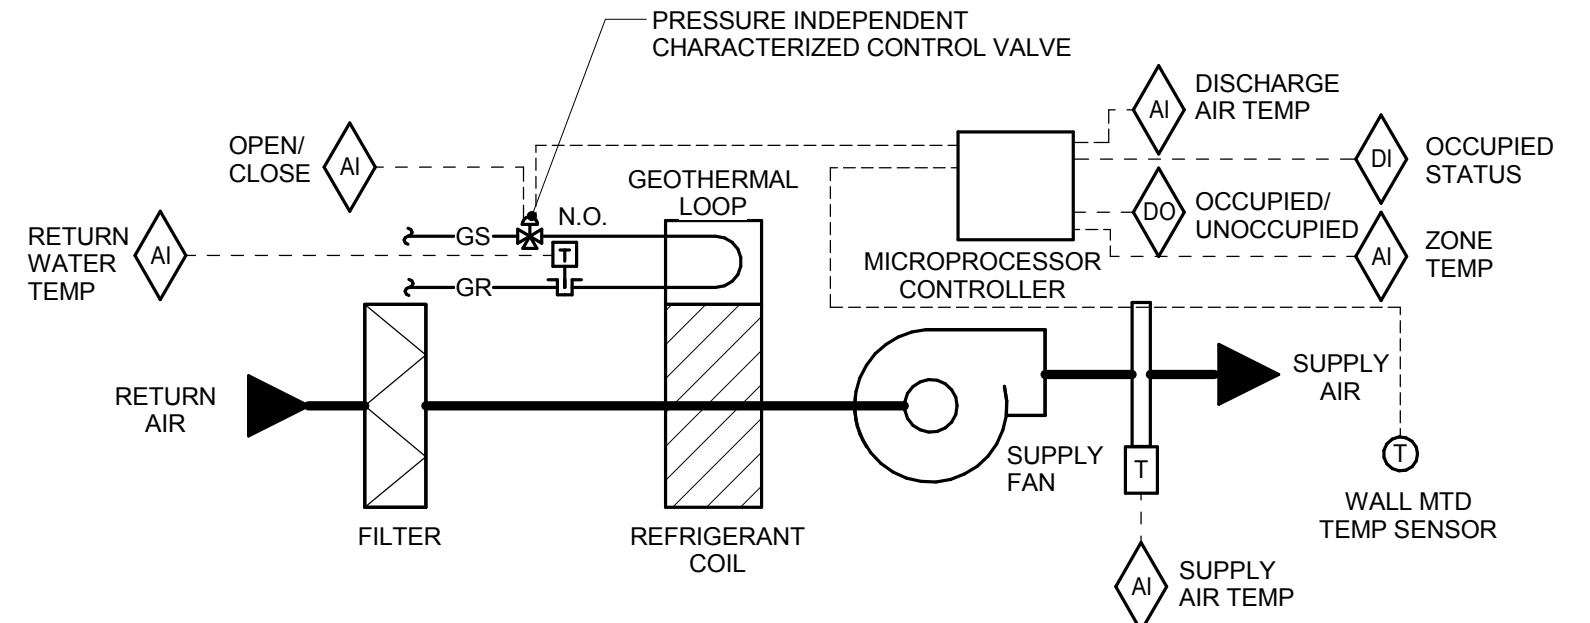 PRESSURE INDEPENDENT
CHARACTERIZED CONTROL VALVE
DISCHARGE
AIR TEMP
AI
OPEN/
CLOSE
AI
DI
OCCUPIED
STATUS
GEOTHERMAL
LOOP
DO
OCCUPIED/
UNOCCUPIED
N.O.
RETURN
WATER
TEMP
AI
GS
T
GR
MICROPROCESSOR
CONTROLLER
AI
ZONE
TEMP
RETURN
AIR
SUPPLY
AIR
SUPPLY
FAN
T
T
WALL MTD
TEMP SENSOR
FILTER
REFRIGERANT
COIL
AI
SUPPLY
AIR TEMP